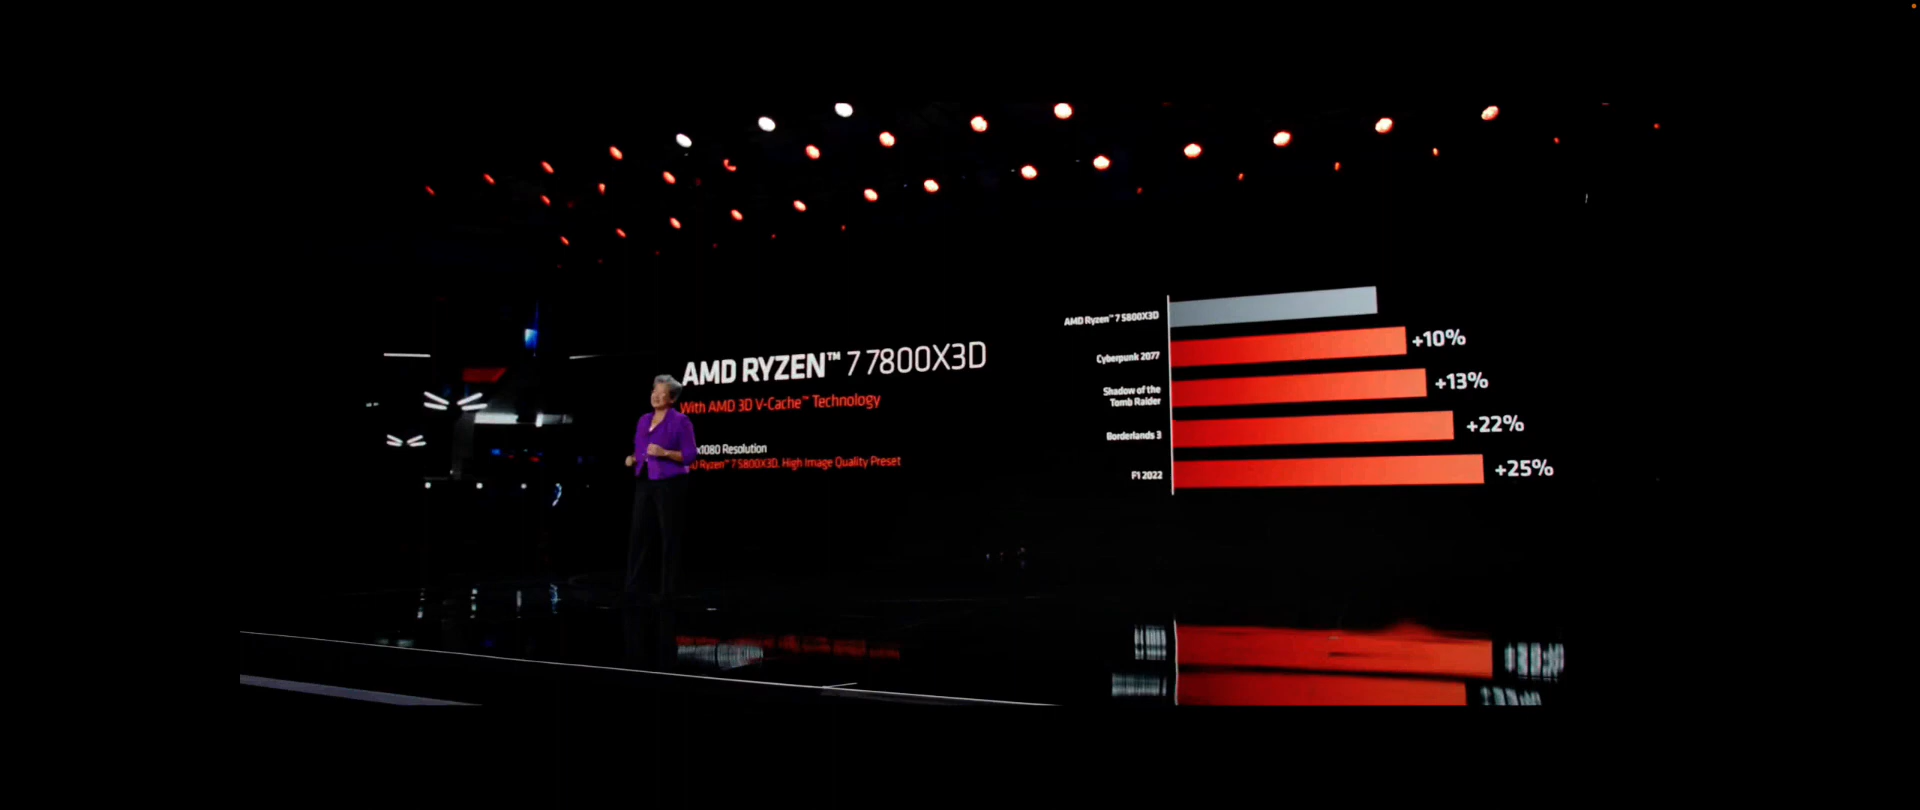 AMD RYZEN™ 7 7800X3D
With AMD 3D V-Cache™ Technology
x1080 Resolution
Ryzen™ 7 5800X3D, High Image Quality Preset
AMD Ryzen™ 7 5800X3D
Cyberpunk 2077
+10%
Shadow of the
Tomb Raider
+13%
Borderlands 3
+22%
F1 2022
+25%